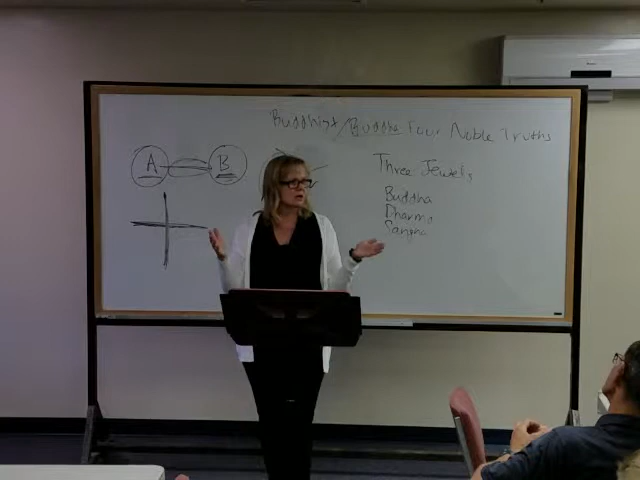 Buddhist/Buddha Four Noble Truths
A B
Three Jewels,
Buddha
Dharma
Sangha